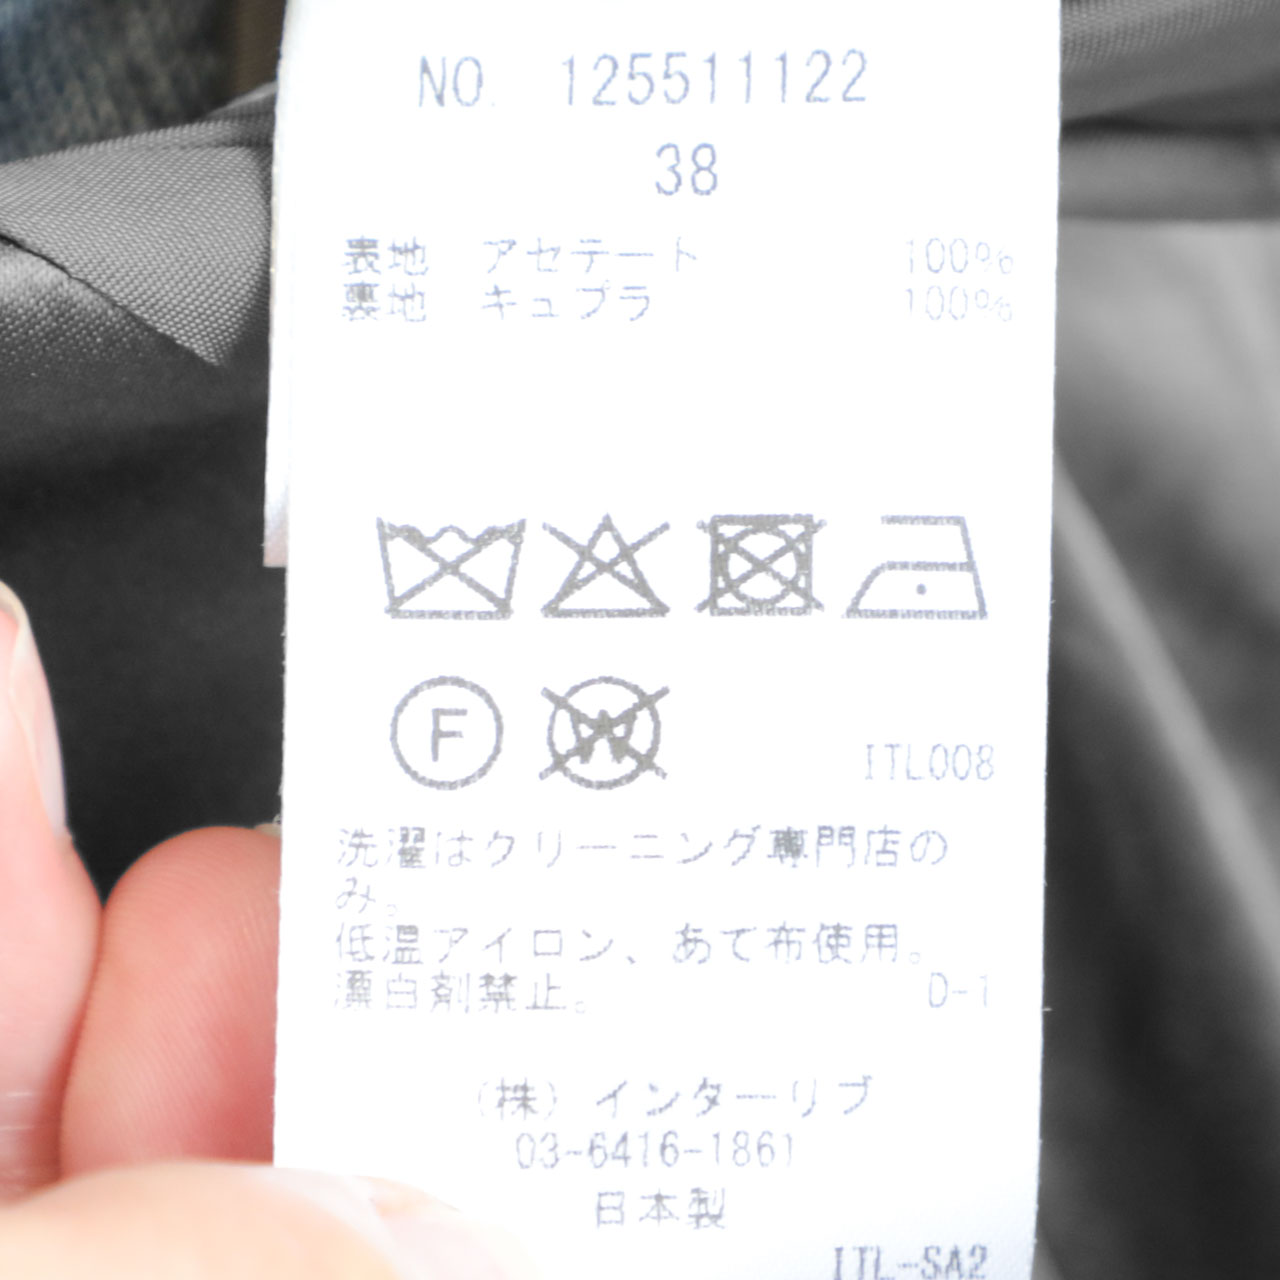 NO. 125511122
38
表地 アセテート 100%
裏地 キュプラ 100%
F W
ITL008
洗濯はクリーニング専門店の
み。
低温アイロン、あて布使用。
漂白剤禁止。 D-1
(株) インターリブ
03-6416-1861
日本製
ITL-SA2